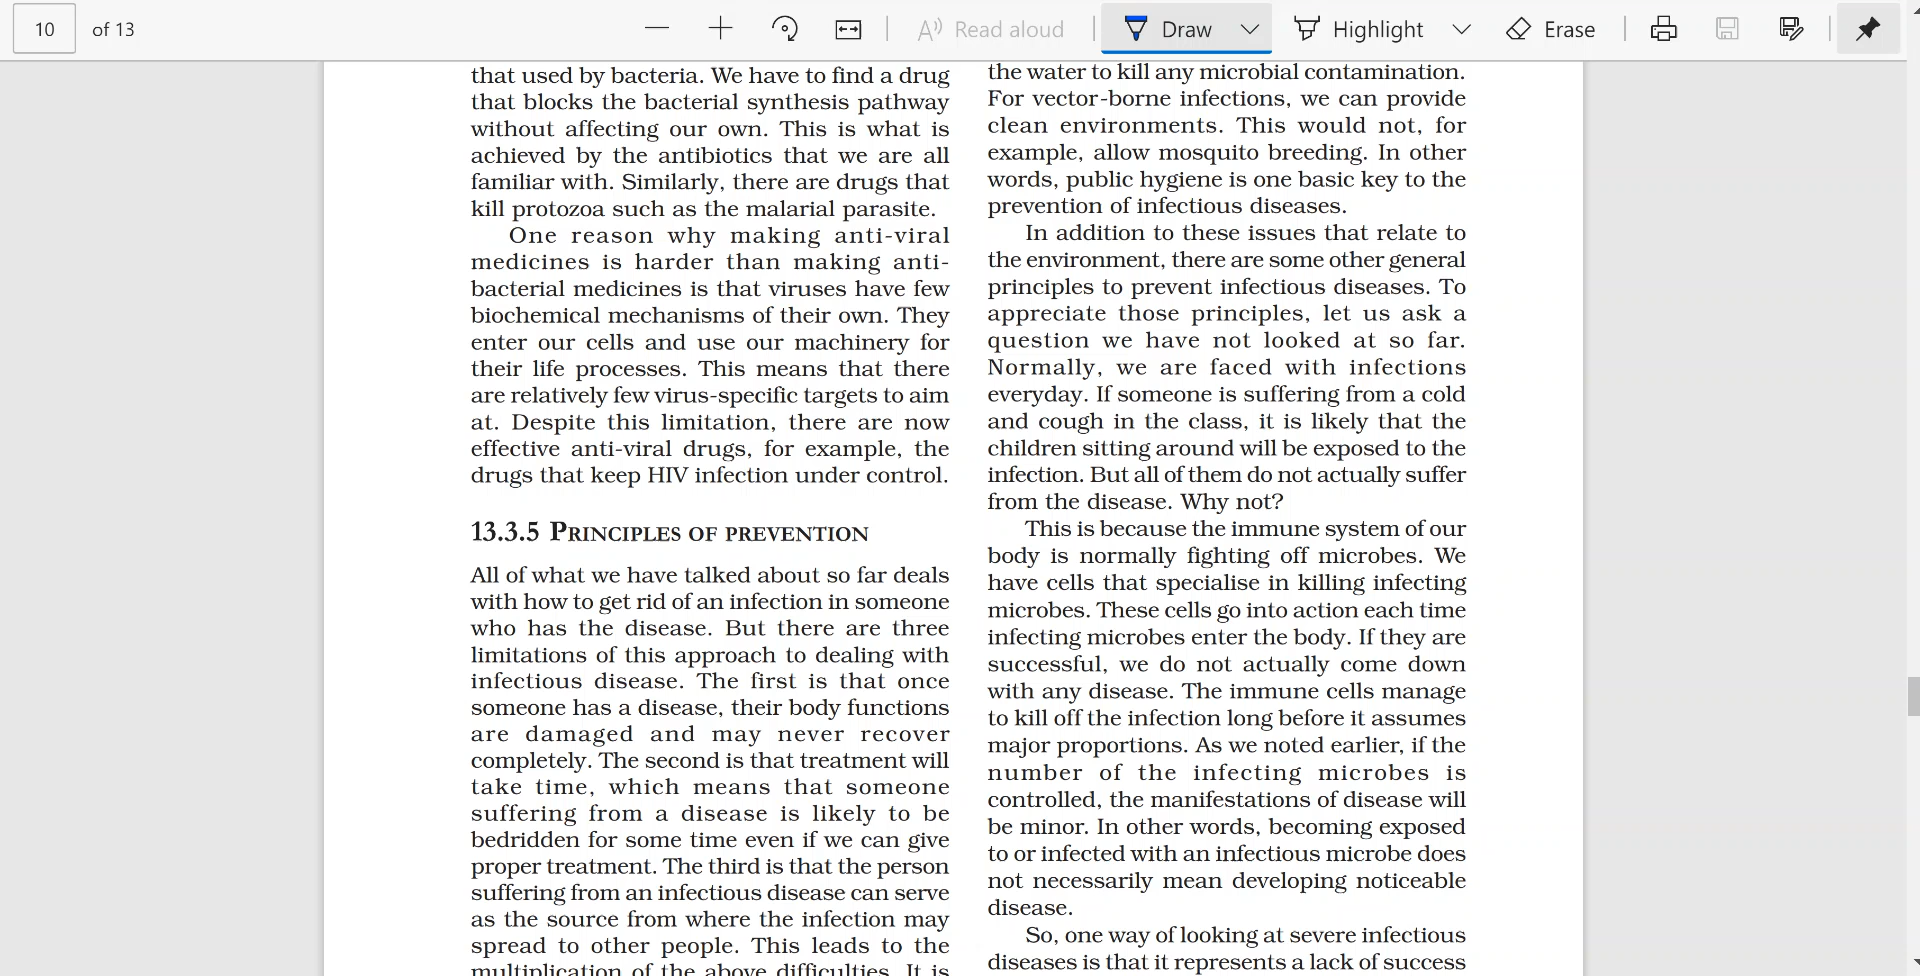 10 of 13 Read aloud Draw Highlight Erase
that used by bacteria. We have to find a drug
that blocks the bacterial synthesis pathway
without affecting our own. This is what is
achieved by the antibiotics that we are all
familiar with. Similarly, there are drugs that
kill protozoa such as the malarial parasite.
One reason why making anti-viral
medicines is harder than making anti-
bacterial medicines is that viruses have few
biochemical mechanisms of their own. They
enter our cells and use our machinery for
their life processes. This means that there
are relatively few virus-specific targets to aim
at. Despite this limitation, there are now
effective anti-viral drugs, for example, the
drugs that keep HIV infection under control.
13.3.5 PRINCIPLES OF PREVENTION
All of what we have talked about so far deals
with how to get rid of an infection in someone
who has the disease. But there are three
limitations of this approach to dealing with
infectious disease. The first is that once
someone has a disease, their body functions
are damaged and may never recover
completely. The second is that treatment will
take time, which means that someone
suffering from a disease is likely to be
bedridden for some time even if we can give
proper treatment. The third is that the person
suffering from an infectious disease can serve
as the source from where the infection may
spread to other people. This leads to the
multiplication of the above difficulties. It is
the water to kill any microbial contamination.
For vector-borne infections, we can provide
clean environments. This would not, for
example, allow mosquito breeding. In other
words, public hygiene is one basic key to the
prevention of infectious diseases.
In addition to these issues that relate to
the environment, there are some other general
principles to prevent infectious diseases. To
appreciate those principles, let us ask a
question we have not looked at so far.
Normally, we are faced with infections
everyday. If someone is suffering from a cold
and cough in the class, it is likely that the
children sitting around will be exposed to the
infection. But all of them do not actually suffer
from the disease. Why not?
This is because the immune system of our
body is normally fighting off microbes. We
have cells that specialise in killing infecting
microbes. These cells go into action each time
infecting microbes enter the body. If they are
successful, we do not actually come down
with any disease. The immune cells manage
to kill off the infection long before it assumes
major proportions. As we noted earlier, if the
number of the infecting microbes is
controlled, the manifestations of disease will
be minor. In other words, becoming exposed
to or infected with an infectious microbe does
not necessarily mean developing noticeable
disease.
So, one way of looking at severe infectious
diseases is that it represents a lack of success